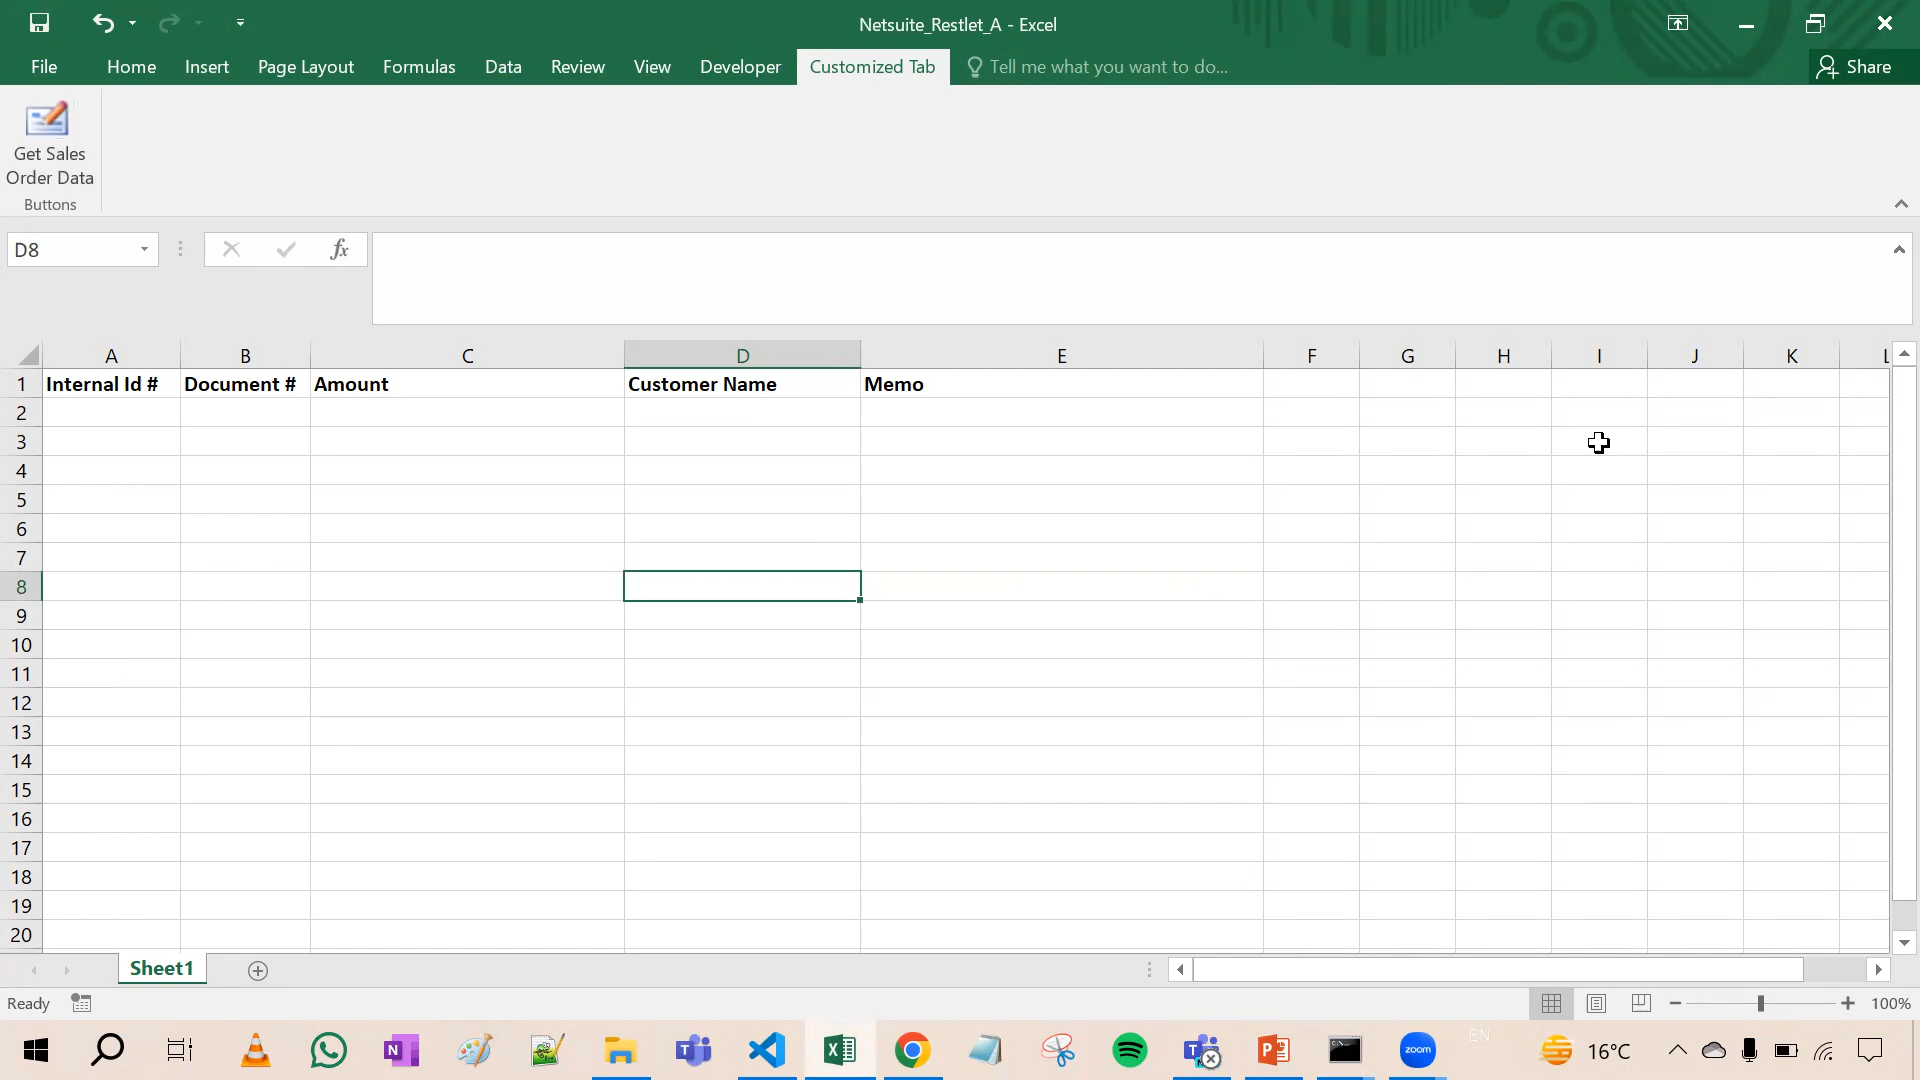 Netsuite_Restlet_A - Excel
File Home Insert Page Layout Formulas Data Review View Developer Customized Tab Tell me what you want to do... Share
Get Sales
Order Data
Buttons
D8
fx
A B C D E F G H I J K L
1 Internal Id # Document # Amount Customer Name Memo
2
3
4
5
6
7
8
9
10
11
12
13
14
15
16
17
18
19
20
Sheet1
Ready 100%
N T P zoom EN 16°C